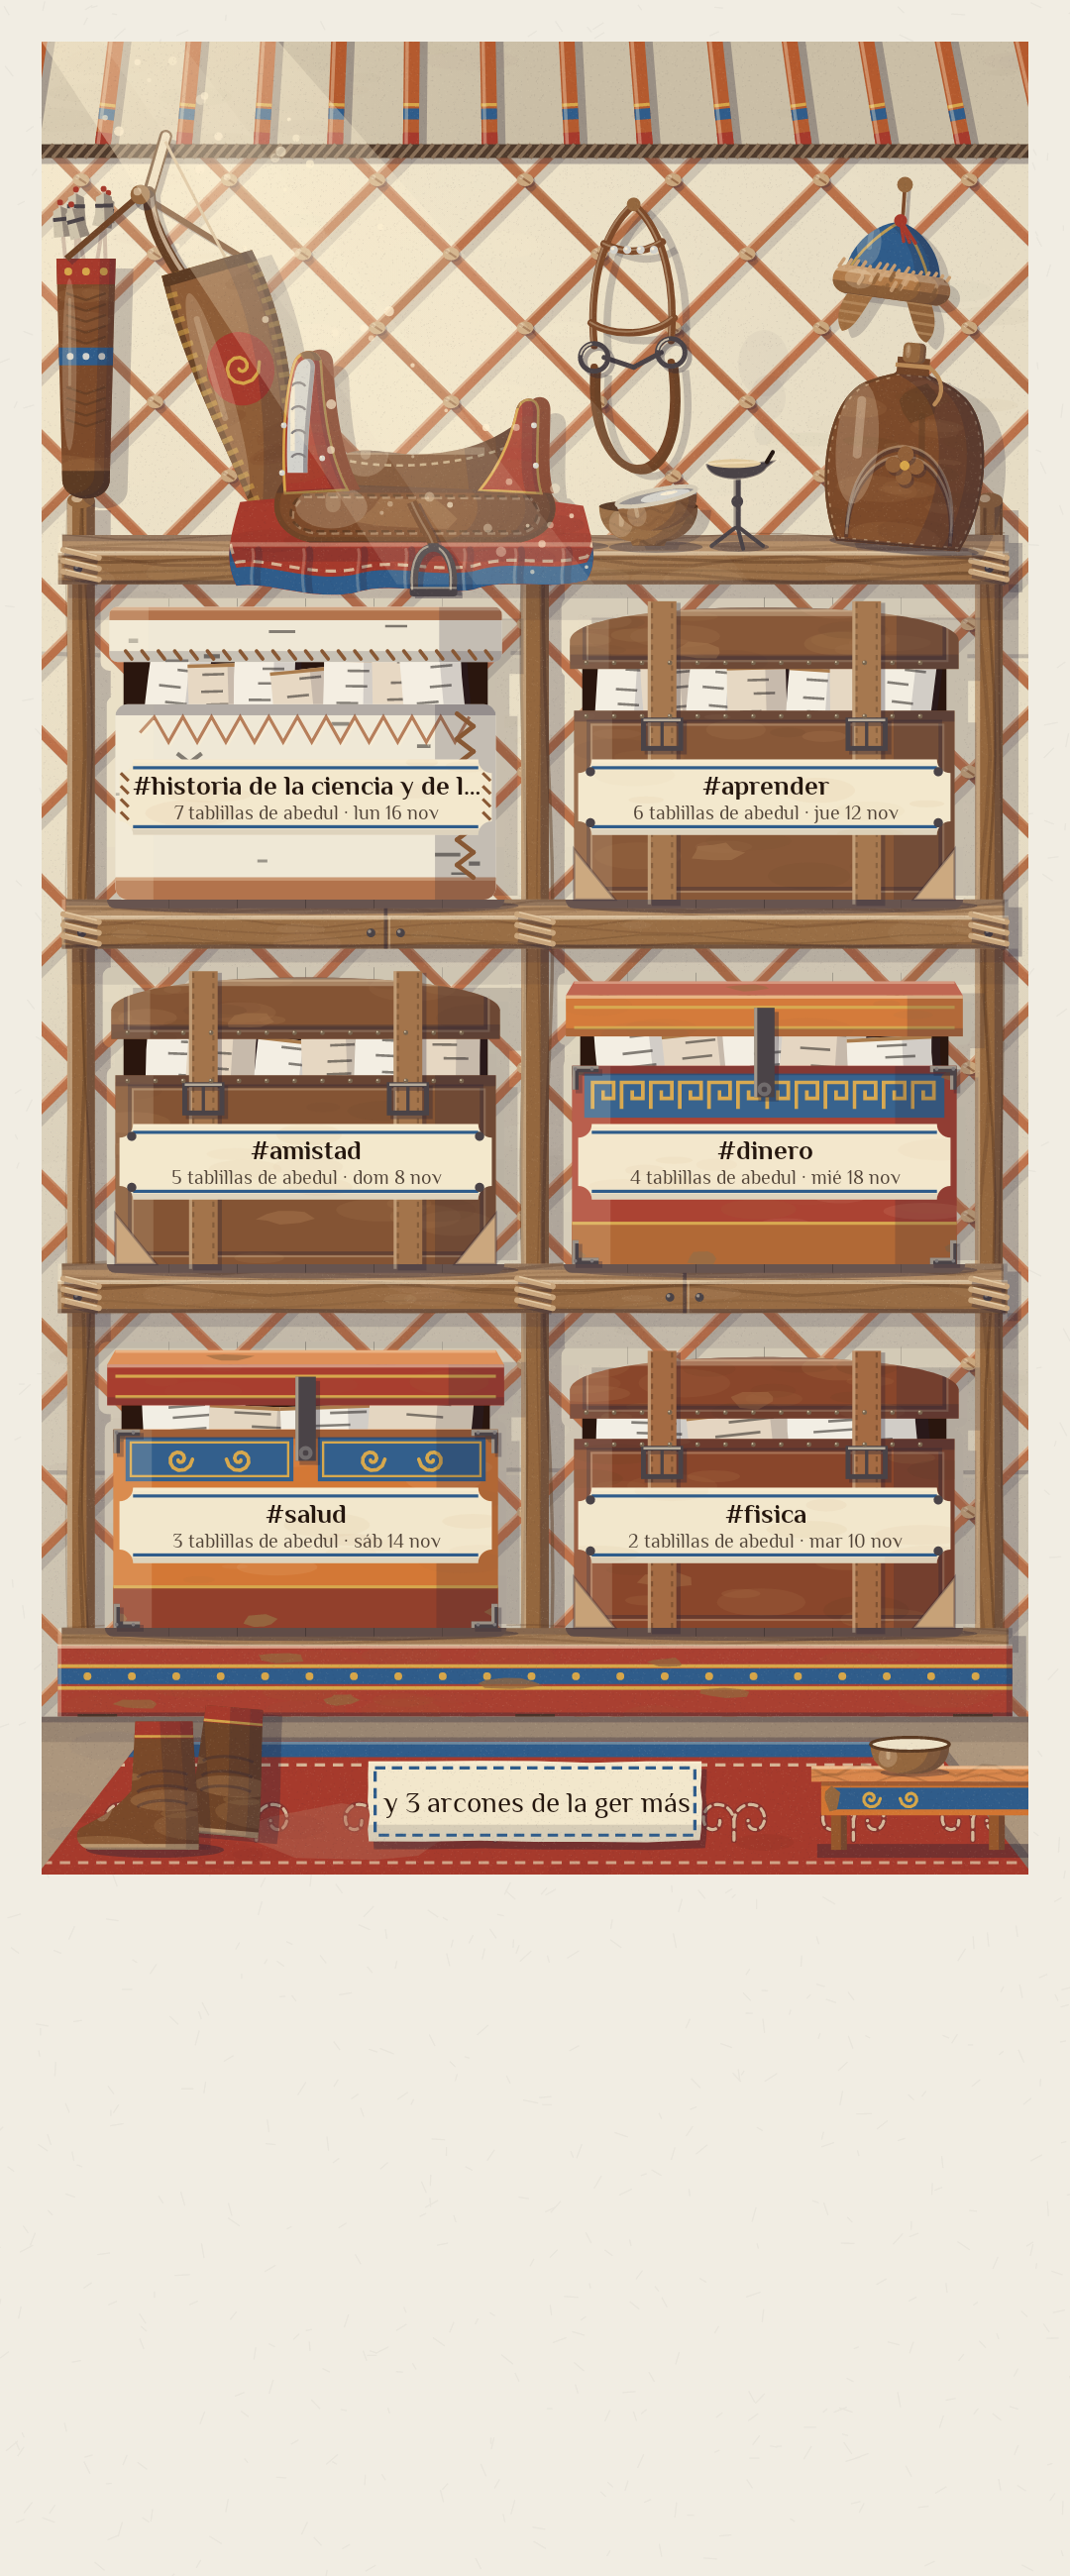 #historia de la ciencia y de l...
7 tablillas de abedul · lun 16 nov
#aprender
6 tablillas de abedul · jue 12 nov
#amistad
5 tablillas de abedul · dom 8 nov
#dinero
4 tablillas de abedul · mié 18 nov
#salud
3 tablillas de abedul · sáb 14 nov
#fisica
2 tablillas de abedul · mar 10 nov
y 3 arcones de la ger más